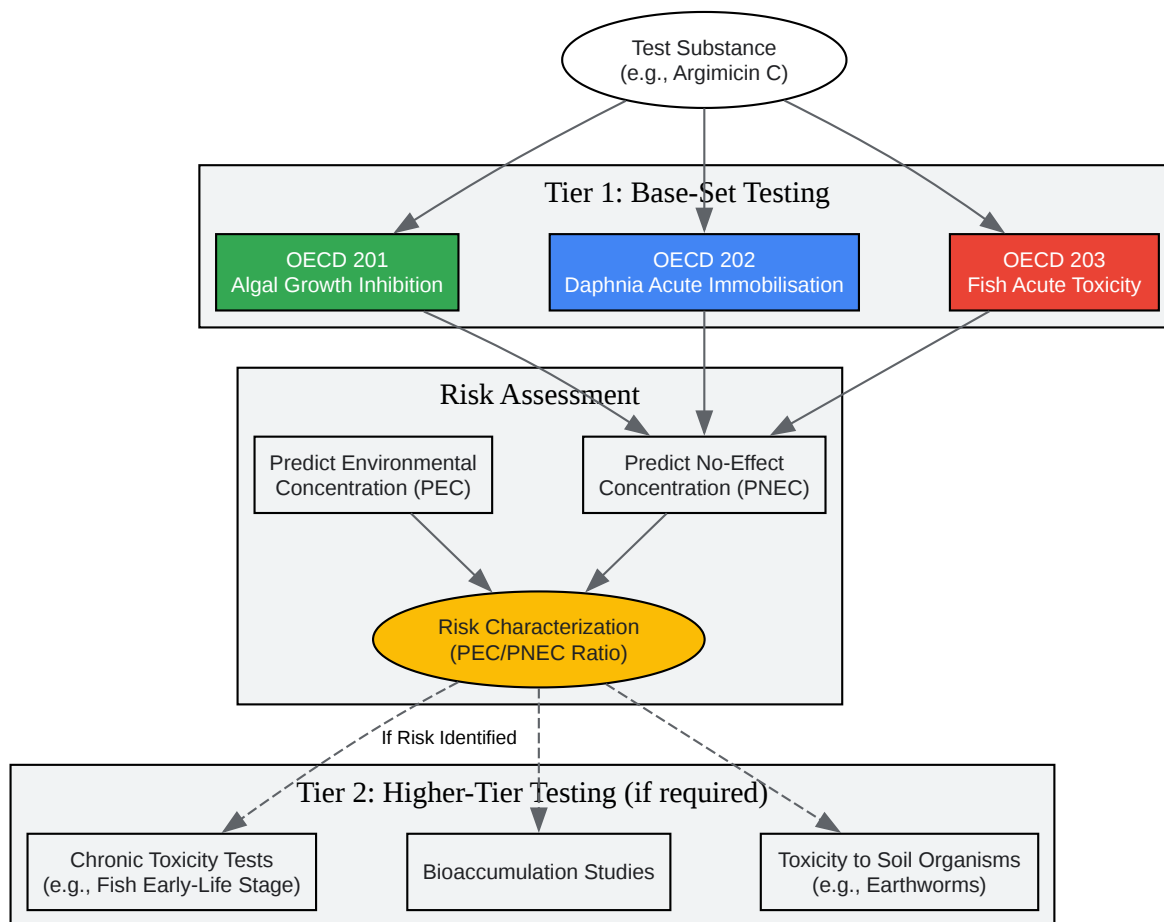 Test Substance
(e.g., Argimicin C)
Tier 1: Base-Set Testing
OECD 201
Algal Growth Inhibition
OECD 202
Daphnia Acute Immobilisation
OECD 203
Fish Acute Toxicity
Risk Assessment
Predict Environmental
Concentration (PEC)
Predict No-Effect
Concentration (PNEC)
Risk Characterization
(PEC/PNEC Ratio)
If Risk Identified
Tier 2: Higher-Tier Testing (if required)
Chronic Toxicity Tests
(e.g., Fish Early-Life Stage)
Bioaccumulation Studies
Toxicity to Soil Organisms
(e.g., Earthworms)